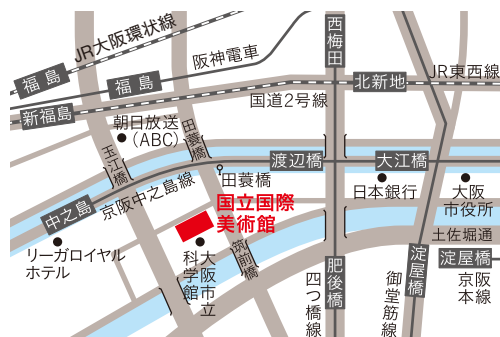 JR大阪環状線
阪神電車
西梅田
福島
福島
北新地
JR東西線
新福島
国道2号線
朝日放送
（ABC）
田蓑橋
玉江橋
渡辺橋
大江橋
田蓑橋
中之島
京阪中之島線
日本銀行
大阪
市役所
国立国際
美術館
リーガロイヤル
ホテル
大阪市立
科学館
筑前橋
土佐堀通
肥後橋
淀屋橋
淀屋橋
四つ橋線
御堂筋線
京阪
本線